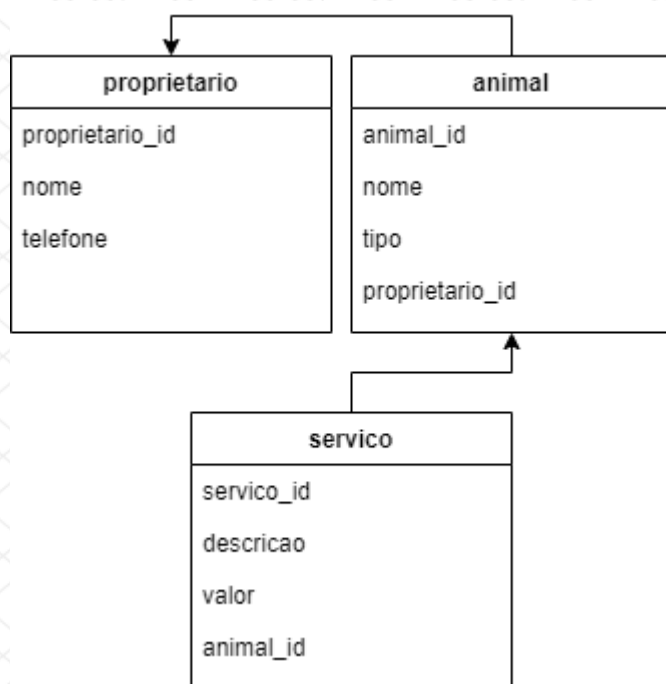 proprietario
proprietario_id
nome
telefone
animal
animal_id
nome
tipo
proprietario_id
servico
servico_id
descricao
valor
animal_id